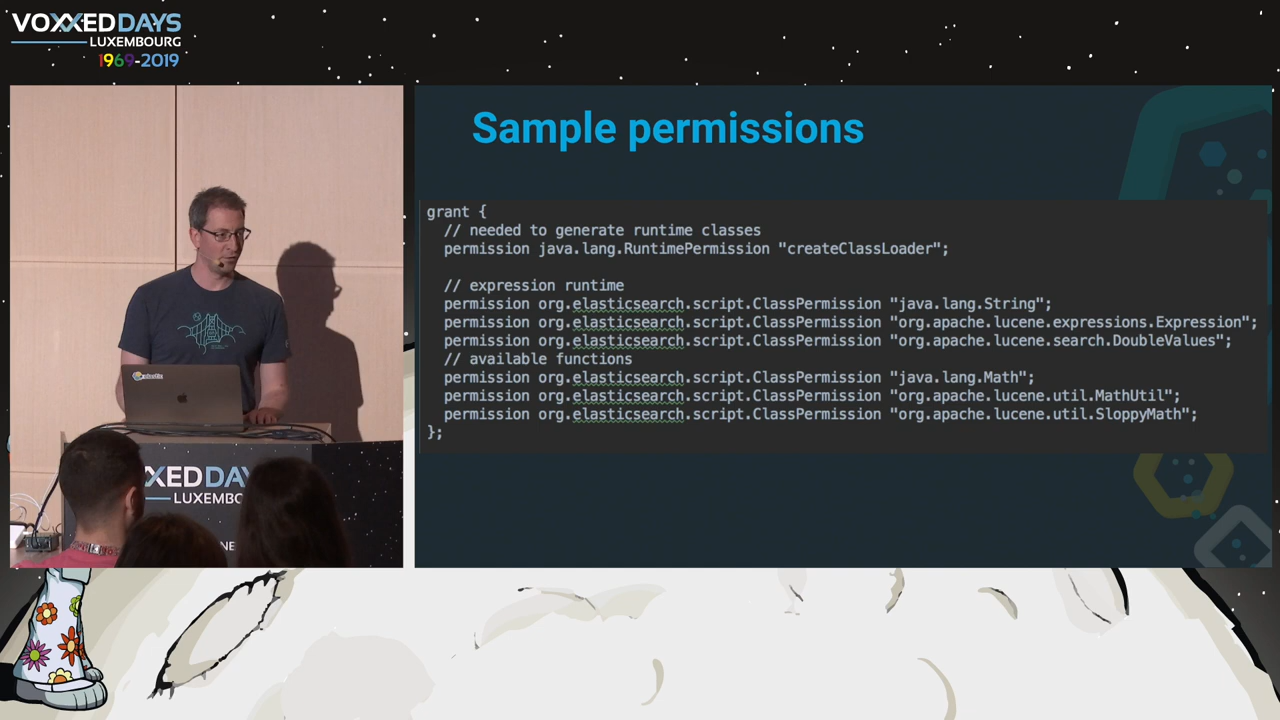 VOXXEDDAYS
LUXEMBOURG
1969-2019
Sample permissions
grant {
// needed to generate runtime classes
permission java.lang.RuntimePermission "createClassLoader";
// expression runtime
permission org.elasticsearch.script.ClassPermission "java.lang.String";
permission org.elasticsearch.script.ClassPermission "org.apache.lucene.expressions.Expression";
permission org.elasticsearch.script.ClassPermission "org.apache.lucene.search.DoubleValues";
// available functions
permission org.elasticsearch.script.ClassPermission "java.lang.Math";
permission org.elasticsearch.script.ClassPermission "org.apache.lucene.util.MathUtil";
permission org.elasticsearch.script.ClassPermission "org.apache.lucene.util.SloppyMath";
};
elastic
XXEDDAY
LUXEMBO
NE